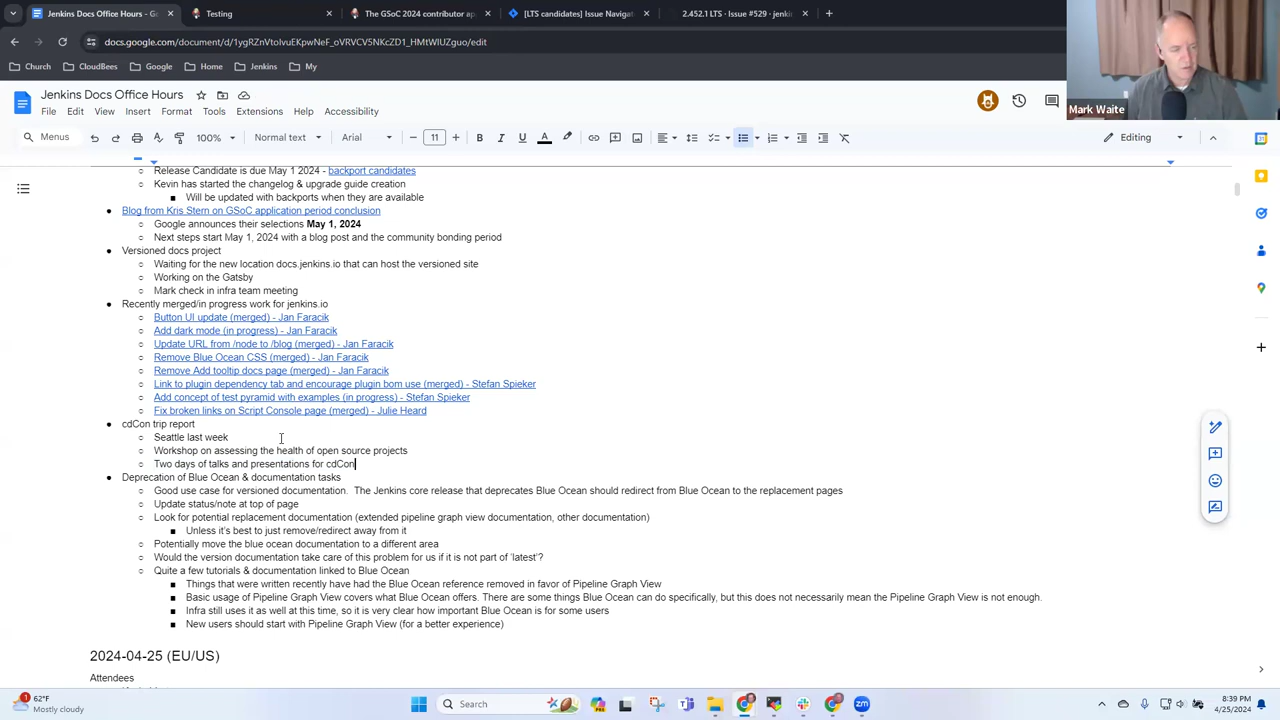 Jenkins Docs Office Hours - G
Testing
The GSoC 2024 contributor ap
[LTS candidates] Issue Navigat
2.452.1 LTS · Issue #529 · jenkin
docs.google.com/document/d/1ygRZnVtoIvuEKpwNeF_oVRVCV5NKcZD1_HMtWIUZguo/edit
Church
CloudBees
Google
Home
Jenkins
My
Mark Waite
Jenkins Docs Office Hours
File Edit View Insert Format Tools Extensions Help Accessibility
Menus 100% Normal text Arial 11 Editing
Release Candidate is due May 1 2024 - backport candidates
Kevin has started the changelog & upgrade guide creation
Will be updated with backports when they are available
Blog from Kris Stern on GSoC application period conclusion
Google announces their selections May 1, 2024
Next steps start May 1, 2024 with a blog post and the community bonding period
Versioned docs project
Waiting for the new location docs.jenkins.io that can host the versioned site
Working on the Gatsby
Mark check in infra team meeting
Recently merged/in progress work for jenkins.io
Button UI update (merged) - Jan Faracik
Add dark mode (in progress) - Jan Faracik
Update URL from /node to /blog (merged) - Jan Faracik
Remove Blue Ocean CSS (merged) - Jan Faracik
Remove Add tooltip docs page (merged) - Jan Faracik
Link to plugin dependency tab and encourage plugin bom use (merged) - Stefan Spieker
Add concept of test pyramid with examples (in progress) - Stefan Spieker
Fix broken links on Script Console page (merged) - Julie Heard
cdCon trip report
Seattle last week
Workshop on assessing the health of open source projects
Two days of talks and presentations for cdCon
Deprecation of Blue Ocean & documentation tasks
Good use case for versioned documentation. The Jenkins core release that deprecates Blue Ocean should redirect from Blue Ocean to the replacement pages
Update status/note at top of page
Look for potential replacement documentation (extended pipeline graph view documentation, other documentation)
Unless it's best to just remove/redirect away from it
Potentially move the blue ocean documentation to a different area
Would the version documentation take care of this problem for us if it is not part of 'latest'?
Quite a few tutorials & documentation linked to Blue Ocean
Things that were written recently have had the Blue Ocean reference removed in favor of Pipeline Graph View
Basic usage of Pipeline Graph View covers what Blue Ocean offers. There are some things Blue Ocean can do specifically, but this does not necessarily mean the Pipeline Graph View is not enough.
Infra still uses it as well at this time, so it is very clear how important Blue Ocean is for some users
New users should start with Pipeline Graph View (for a better experience)
2024-04-25 (EU/US)
Attendees
62°F
Mostly cloudy
Search
8:39 PM
4/25/2024